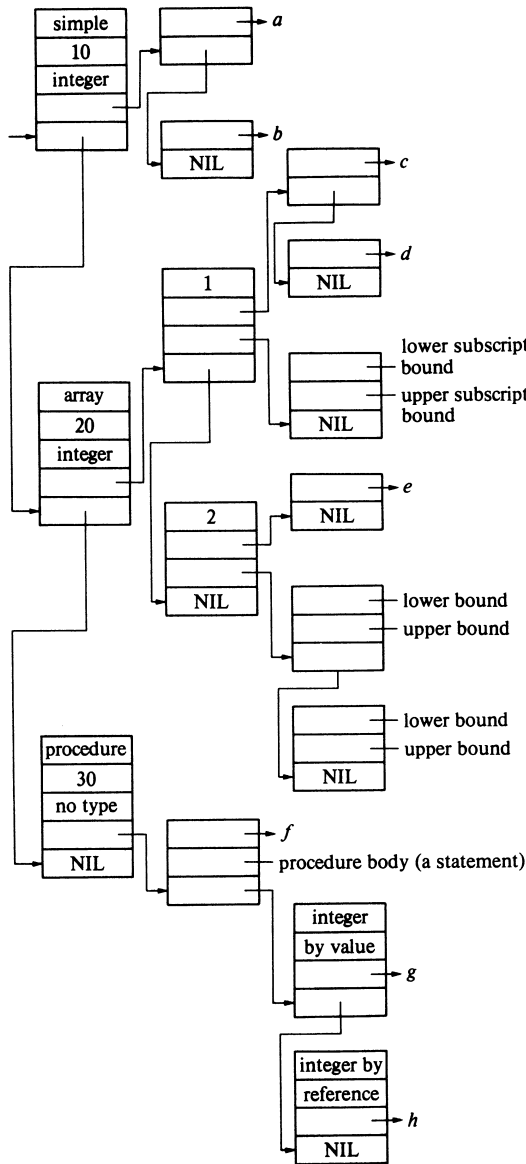 simple
10
integer
a
b
NIL
c
d
NIL
1
lower subscript
bound
upper subscript
bound
NIL
array
20
integer
2
NIL
e
NIL
lower bound
upper bound
lower bound
upper bound
NIL
procedure
30
no type
NIL
f
procedure body (a statement)
integer
by value
g
integer by
reference
h
NIL